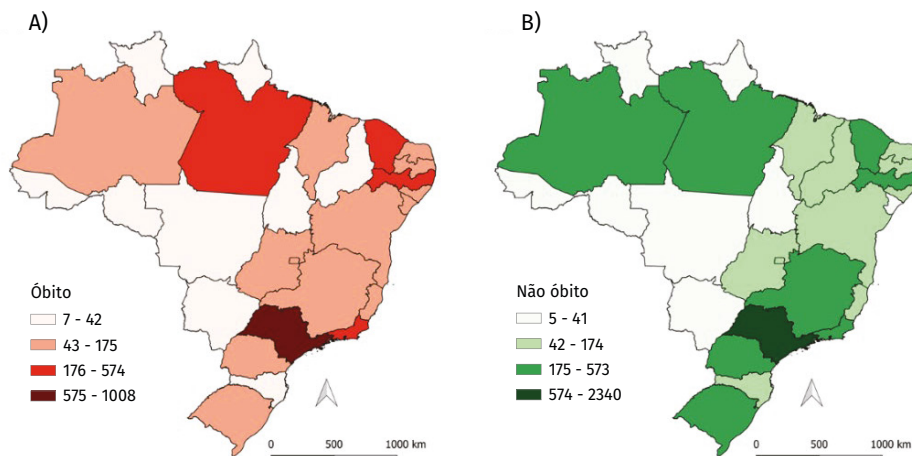 A)
Óbito
7 - 42
43 - 175
176 - 574
575 - 1008
0 500 1000 km
B)
Não óbito
5 - 41
42 - 174
175 - 573
574 - 2340
0 500 1000 km